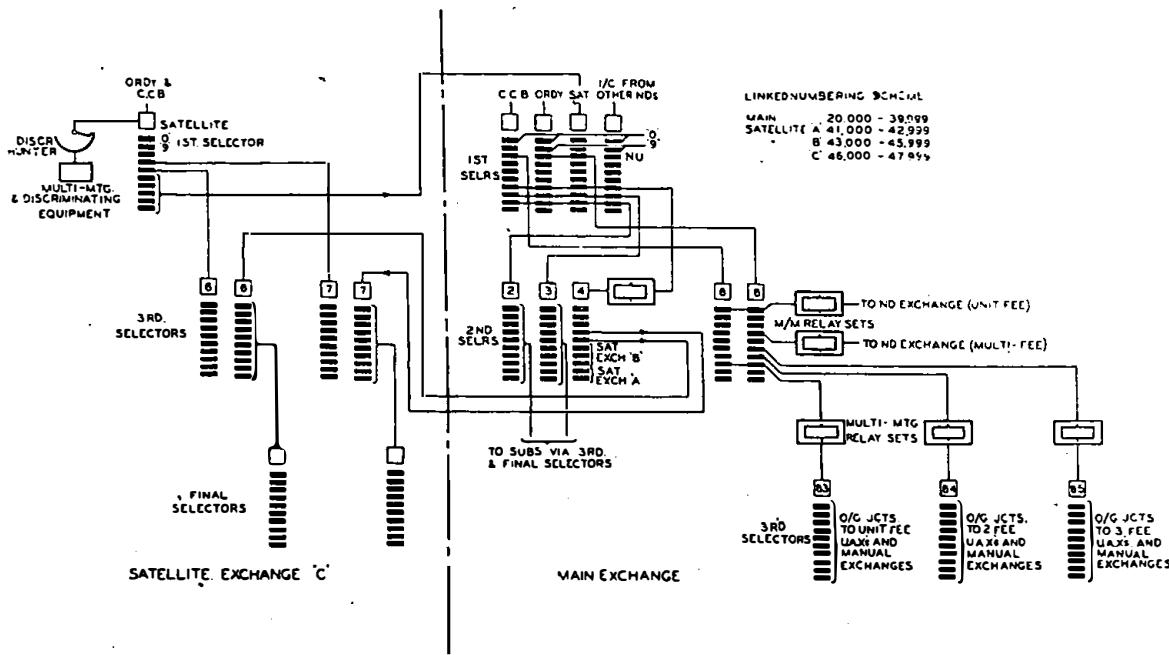 ORDY &
C.C.B
DISCR
HUNTER
SATELLITE
'0'
9 1ST. SELECTOR
MULTI-MTG.
& DISCRIMINATING
EQUIPMENT
C C B ORDY SAT I/C FROM
OTHER NDs
'0'
'9'
NU
1ST
SELRS
LINKED NUMBERING SCHEME
MAIN 20,000 - 39,999
SATELLITE 'A' 41,000 - 42,999
'B' 43,000 - 45,999
'C' 46,000 - 47,999
6 6 7 7
3RD.
SELECTORS
2 3 4
2ND
SELRS
SAT
EXCH 'B'
SAT
EXCH 'A'
6 8
TO ND EXCHANGE (UNIT FEE)
M/M RELAY SETS
TO ND EXCHANGE (MULTI-FEE)
TO SUBS VIA 3RD.
& FINAL SELECTORS
MULTI-MTG
RELAY SETS
FINAL
SELECTORS
83 84 85
3RD
SELECTORS
O/G JCTS
TO UNIT FEE
UAXs AND
MANUAL
EXCHANGES
O/G JCTS.
TO 2 FEE
UAXs AND
MANUAL
EXCHANGES
O/G JCTS
TO 3 FEE
UAXs AND
MANUAL
EXCHANGES
SATELLITE EXCHANGE 'C'
MAIN EXCHANGE